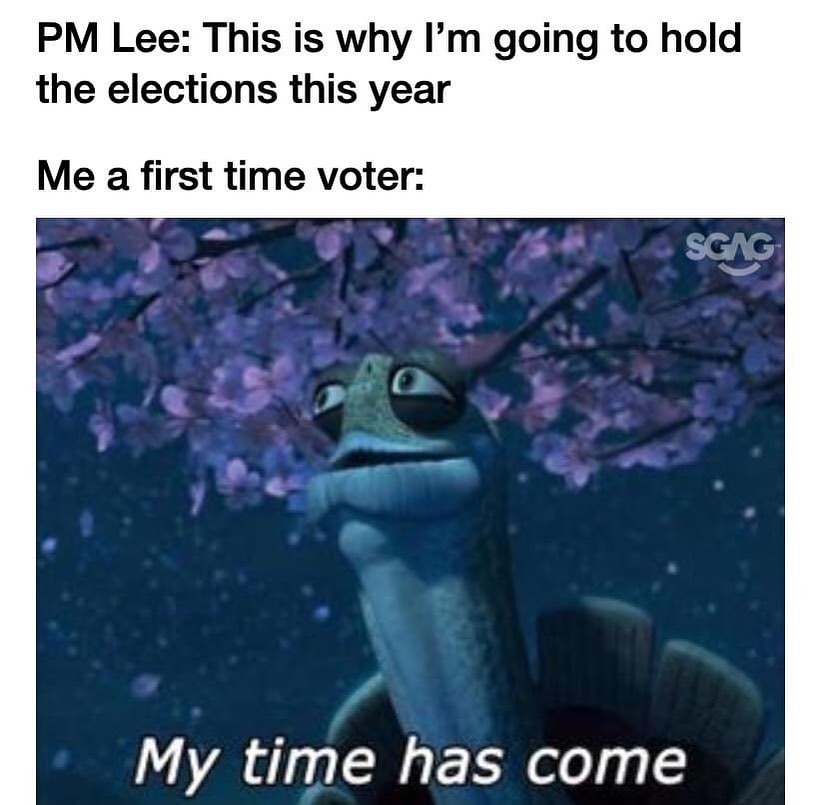 PM Lee: This is why I’m going to hold
the elections this year
Me a first time voter:
SGAG
My time has come